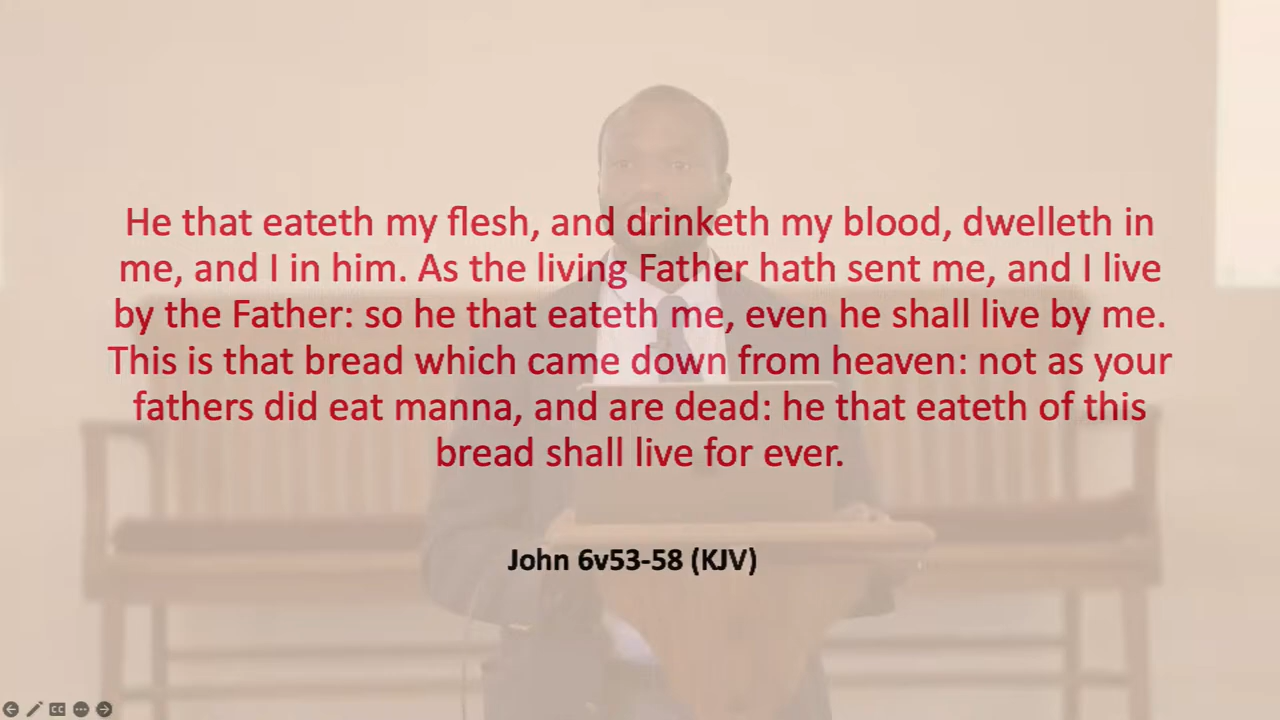 He that eateth my flesh, and drinketh my blood, dwelleth in
me, and I in him. As the living Father hath sent me, and I live
by the Father: so he that eateth me, even he shall live by me.
This is that bread which came down from heaven: not as your
fathers did eat manna, and are dead: he that eateth of this
bread shall live for ever.
John 6v53-58 (KJV)
CC